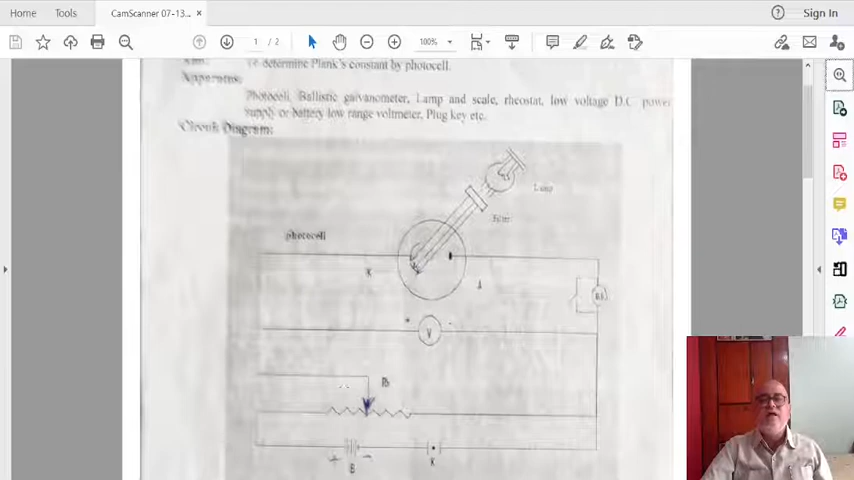 Home
Tools
CamScanner 07-13...
×
?
Sign In
1 / 2
100%
To determine Plank's constant by photocell.
Apparatus:
Photocell, Ballistic galvanometer, Lamp and scale, rheostat, low voltage D.C. power
supply or battery low range voltmeter, Plug key etc.
Circuit Diagram:
Lamp
Filter
photocell
K
A
B.G
+
-
V
Rh
+
-
B
K